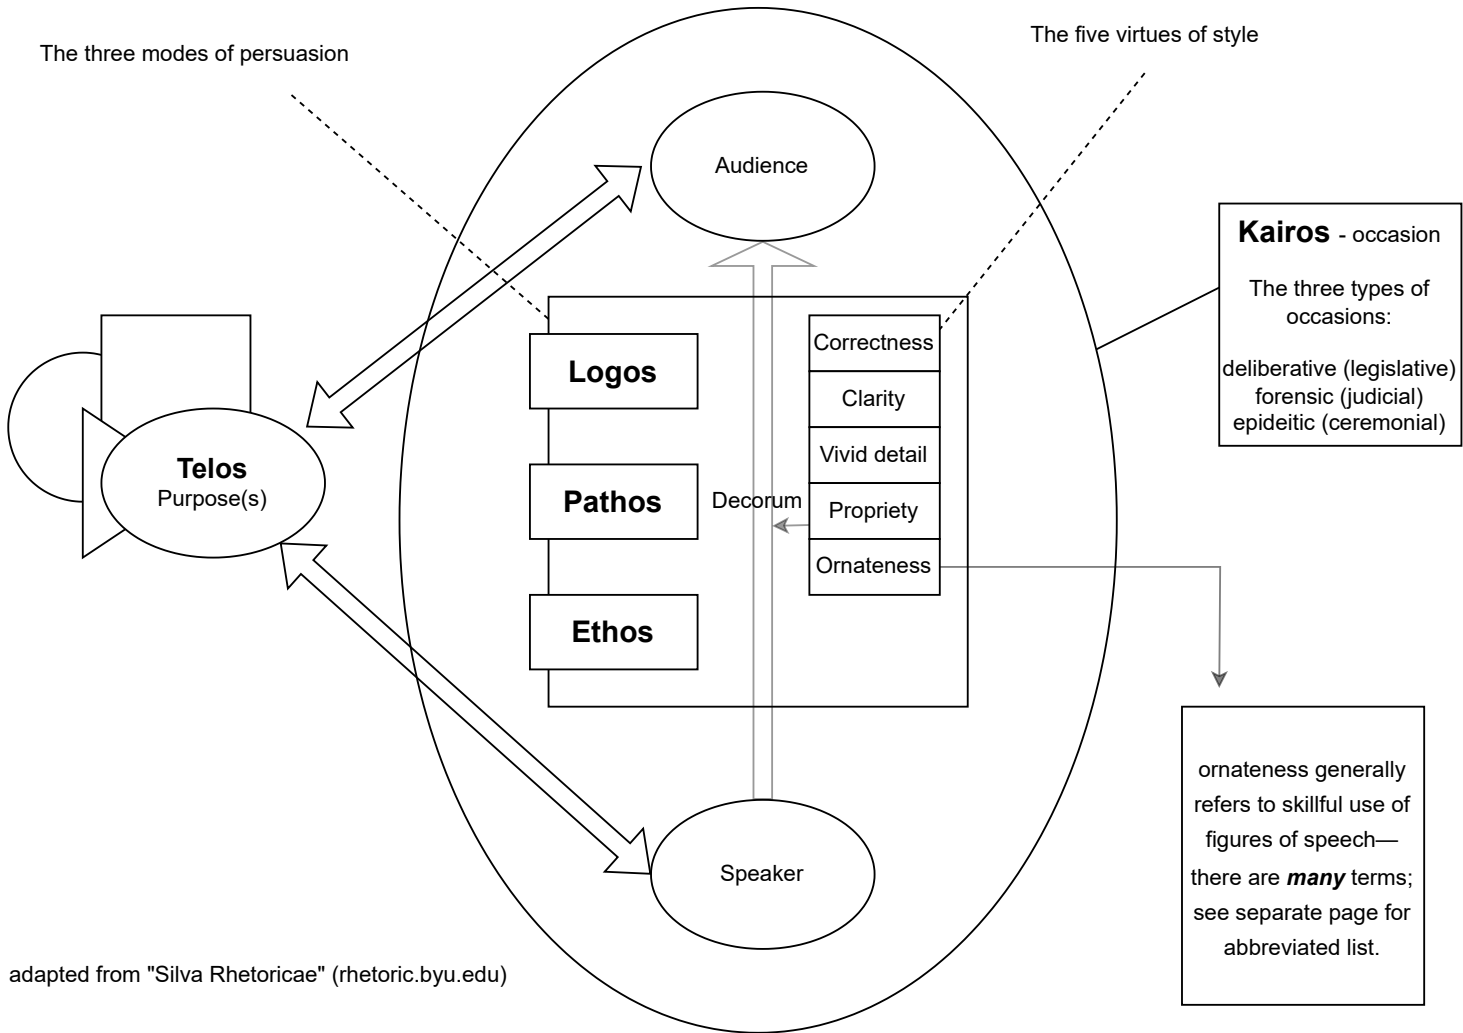 The three modes of persuasion
The five virtues of style
Audience
Kairos - occasion
The three types of
occasions:
deliberative (legislative)
forensic (judicial)
epideitic (ceremonial)
Logos
Pathos
Ethos
Telos
Purpose(s)
Decorum
Correctness
Clarity
Vivid detail
Propriety
Ornateness
Speaker
ornateness generally
refers to skillful use of
figures of speech—
there are many terms;
see separate page for
abbreviated list.
adapted from "Silva Rhetoricae" (rhetoric.byu.edu)